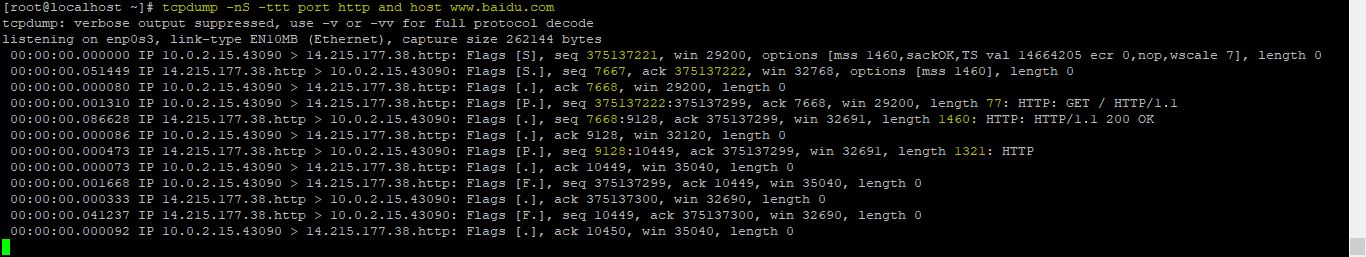 [root@localhost ~]# tcpdump -nS -ttt port http and host www.baidu.com
tcpdump: verbose output suppressed, use -v or -vv for full protocol decode
listening on enp0s3, link-type EN10MB (Ethernet), capture size 262144 bytes
00:00:00.000000 IP 10.0.2.15.43090 > 14.215.177.38.http: Flags [S], seq 375137221, win 29200, options [mss 1460,sackOK,TS val 14664205 ecr 0,nop,wscale 7], length 0
00:00:00.051449 IP 14.215.177.38.http > 10.0.2.15.43090: Flags [S.], seq 7667, ack 375137222, win 32768, options [mss 1460], length 0
00:00:00.000080 IP 10.0.2.15.43090 > 14.215.177.38.http: Flags [.], ack 7668, win 29200, length 0
00:00:00.001310 IP 10.0.2.15.43090 > 14.215.177.38.http: Flags [P.], seq 375137222:375137299, ack 7668, win 29200, length 77: HTTP: GET / HTTP/1.1
00:00:00.086628 IP 14.215.177.38.http > 10.0.2.15.43090: Flags [.], seq 7668:9128, ack 375137299, win 32691, length 1460: HTTP: HTTP/1.1 200 OK
00:00:00.000086 IP 10.0.2.15.43090 > 14.215.177.38.http: Flags [.], ack 9128, win 32120, length 0
00:00:00.000473 IP 14.215.177.38.http > 10.0.2.15.43090: Flags [P.], seq 9128:10449, ack 375137299, win 32691, length 1321: HTTP
00:00:00.000073 IP 10.0.2.15.43090 > 14.215.177.38.http: Flags [.], ack 10449, win 35040, length 0
00:00:00.001668 IP 10.0.2.15.43090 > 14.215.177.38.http: Flags [F.], seq 375137299, ack 10449, win 35040, length 0
00:00:00.000333 IP 14.215.177.38.http > 10.0.2.15.43090: Flags [.], ack 375137300, win 32690, length 0
00:00:00.041237 IP 14.215.177.38.http > 10.0.2.15.43090: Flags [F.], seq 10449, ack 375137300, win 32690, length 0
00:00:00.000092 IP 10.0.2.15.43090 > 14.215.177.38.http: Flags [.], ack 10450, win 35040, length 0